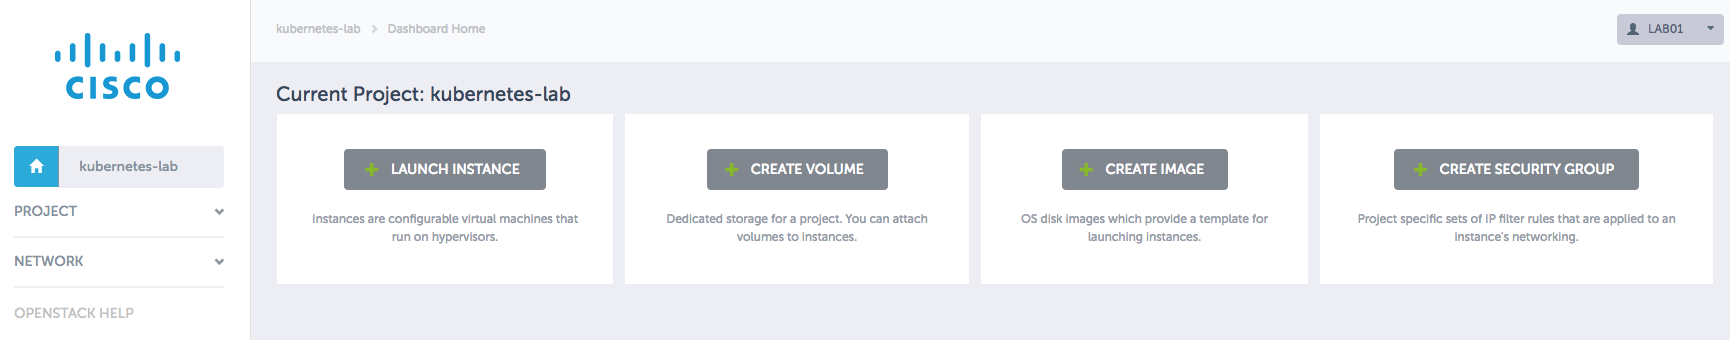 CISCO
kubernetes-lab
PROJECT
NETWORK
OPENSTACK HELP
kubernetes-lab > Dashboard Home
LAB01
Current Project: kubernetes-lab
LAUNCH INSTANCE
Instances are configurable virtual machines that
run on hypervisors.
CREATE VOLUME
Dedicated storage for a project. You can attach
volumes to instances.
CREATE IMAGE
OS disk images which provide a template for
launching instances.
CREATE SECURITY GROUP
Project specific sets of IP filter rules that are applied to an
instance's networking.